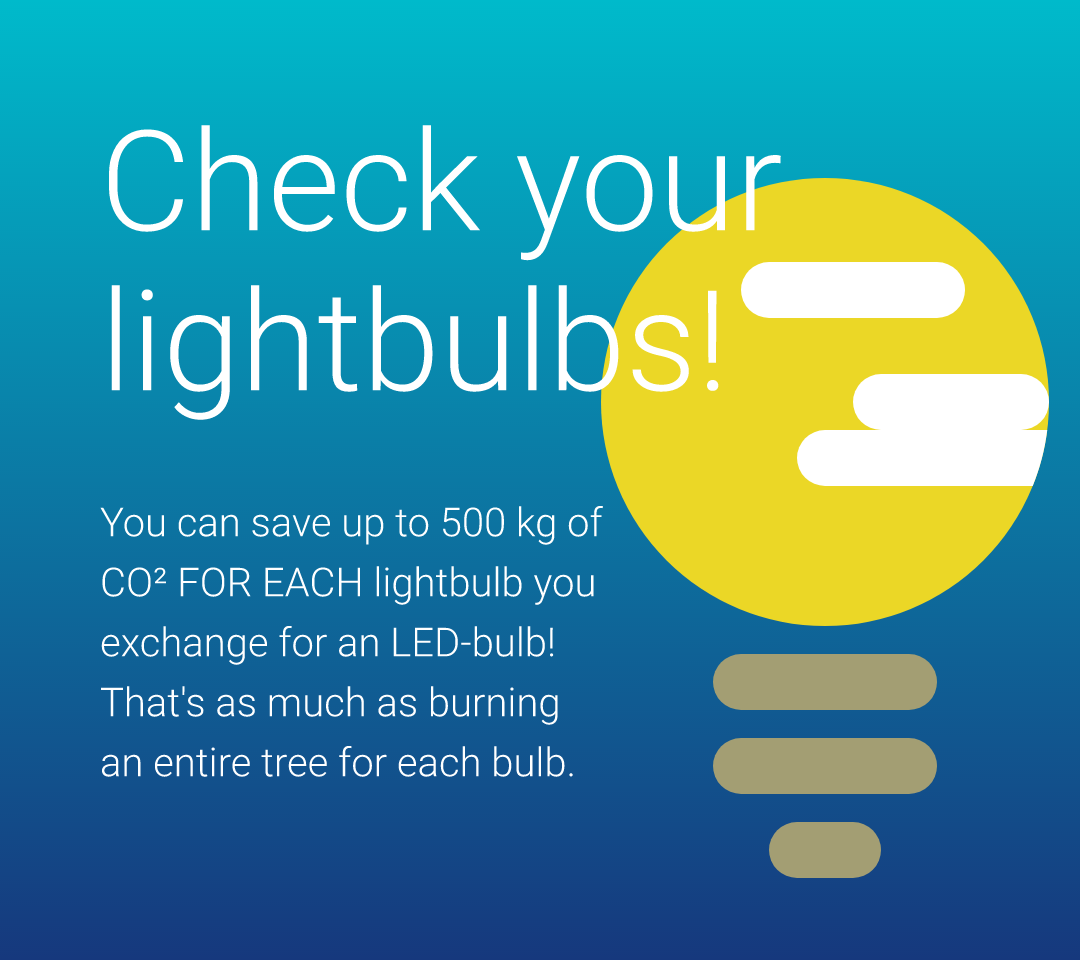 Check your
lightbulbs!
You can save up to 500 kg of
CO² FOR EACH lightbulb you
exchange for an LED-bulb!
That's as much as burning
an entire tree for each bulb.